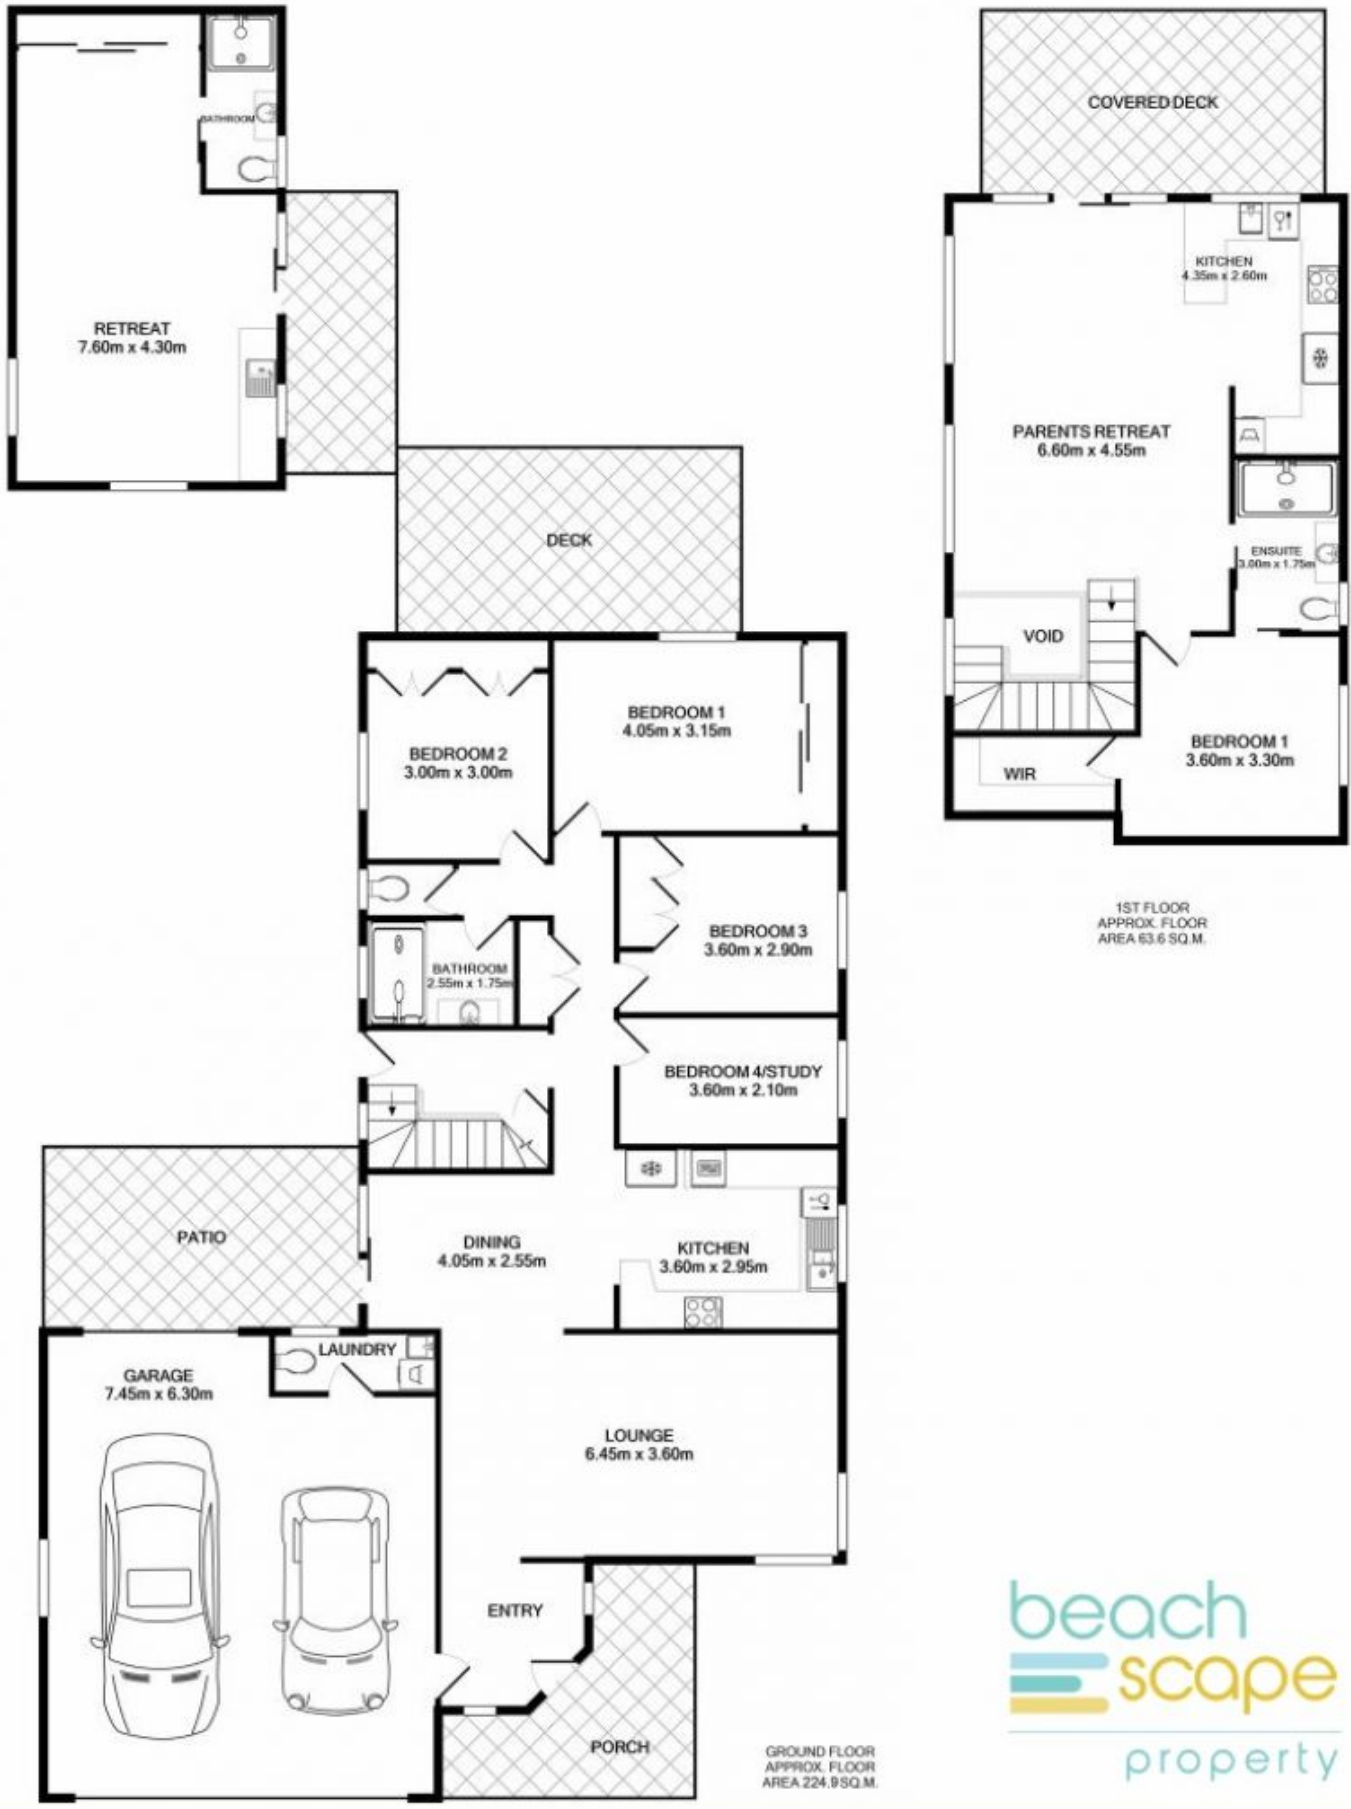 BATHROOM
RETREAT
7.60m x 4.30m
DECK
BEDROOM 1
4.05m x 3.15m
BEDROOM 2
3.00m x 3.00m
BEDROOM 3
3.60m x 2.90m
BATHROOM
2.55m x 1.75m
BEDROOM 4/STUDY
3.60m x 2.10m
PATIO
DINING
4.05m x 2.55m
KITCHEN
3.60m x 2.95m
LAUNDRY
GARAGE
7.45m x 6.30m
LOUNGE
6.45m x 3.60m
ENTRY
PORCH
GROUND FLOOR
APPROX. FLOOR
AREA 224.9 SQ.M.
COVERED DECK
KITCHEN
4.35m x 2.60m
PARENTS RETREAT
6.60m x 4.55m
ENSUITE
3.00m x 1.75m
VOID
BEDROOM 1
3.60m x 3.30m
WIR
1ST FLOOR
APPROX. FLOOR
AREA 63.6 SQ.M.
beach
scape
property